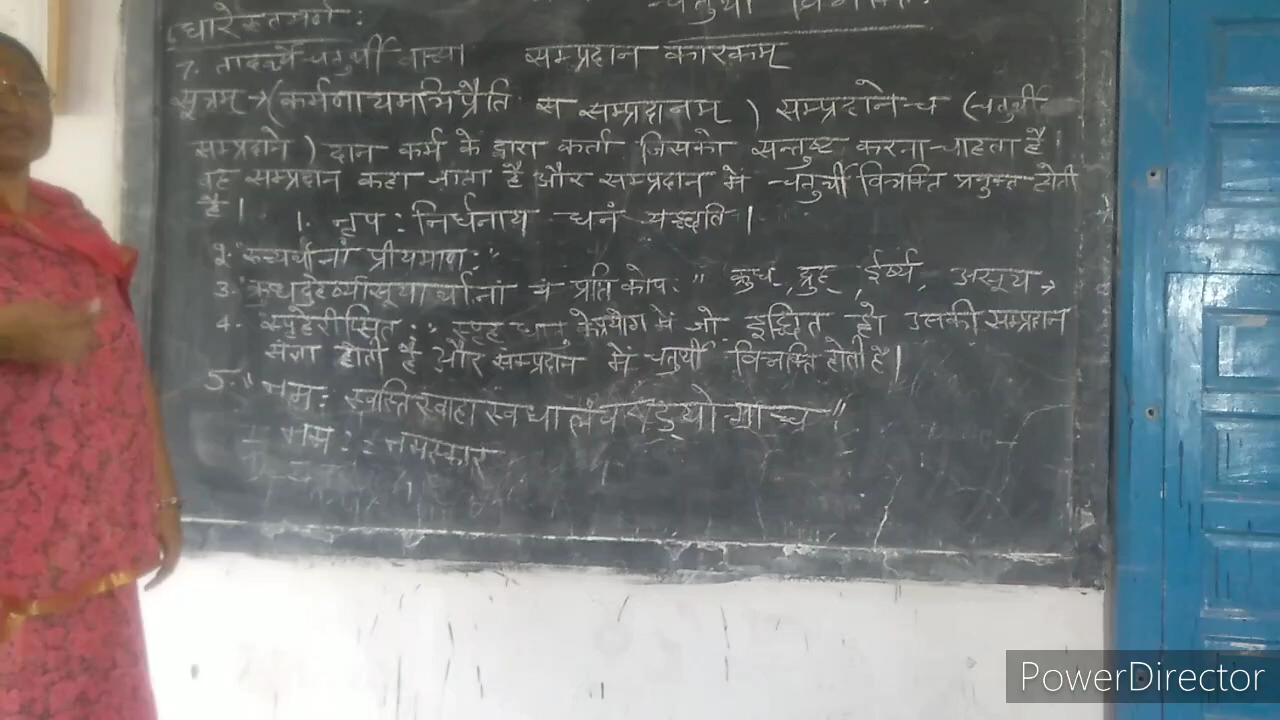 चतुर्थी विभक्ति:
धारेरुत्तमर्ण:
7. तादर्थ्ये चतुर्थी वाच्या सम्प्रदान कारकम्
सूत्रम् → (कर्मणा यमभिप्रैति स सम्प्रदानम्) सम्प्रदाने च (चतुर्थी
सम्प्रदाने) दान कर्म के द्वारा कर्ता जिसको सन्तुष्ट करना चाहता है।
वह सम्प्रदान कहा जाता है और सम्प्रदान में चतुर्थी विभक्ति प्रयुक्त होती
है।
1. नृप: निर्धनाय धनं यच्छति।
2. "रुच्यर्थानां प्रीयमाण:"
3. "क्रुधद्रुहेर्ष्यासूयार्थानां यं प्रति कोप:" क्रुध्, द्रुह्, ईर्ष्य, असूय →
4. "स्पृहेरीप्सित:" स्पृह धातु के प्रयोग में जो इच्छित हो उसकी सम्प्रदान
संज्ञा होती है और सम्प्रदान में चतुर्थी विभक्ति होती है।
5. "नम: स्वस्ति स्वाहा स्वधालंवषड्योगाच्च"
- नम: = नमस्कार
PowerDirector